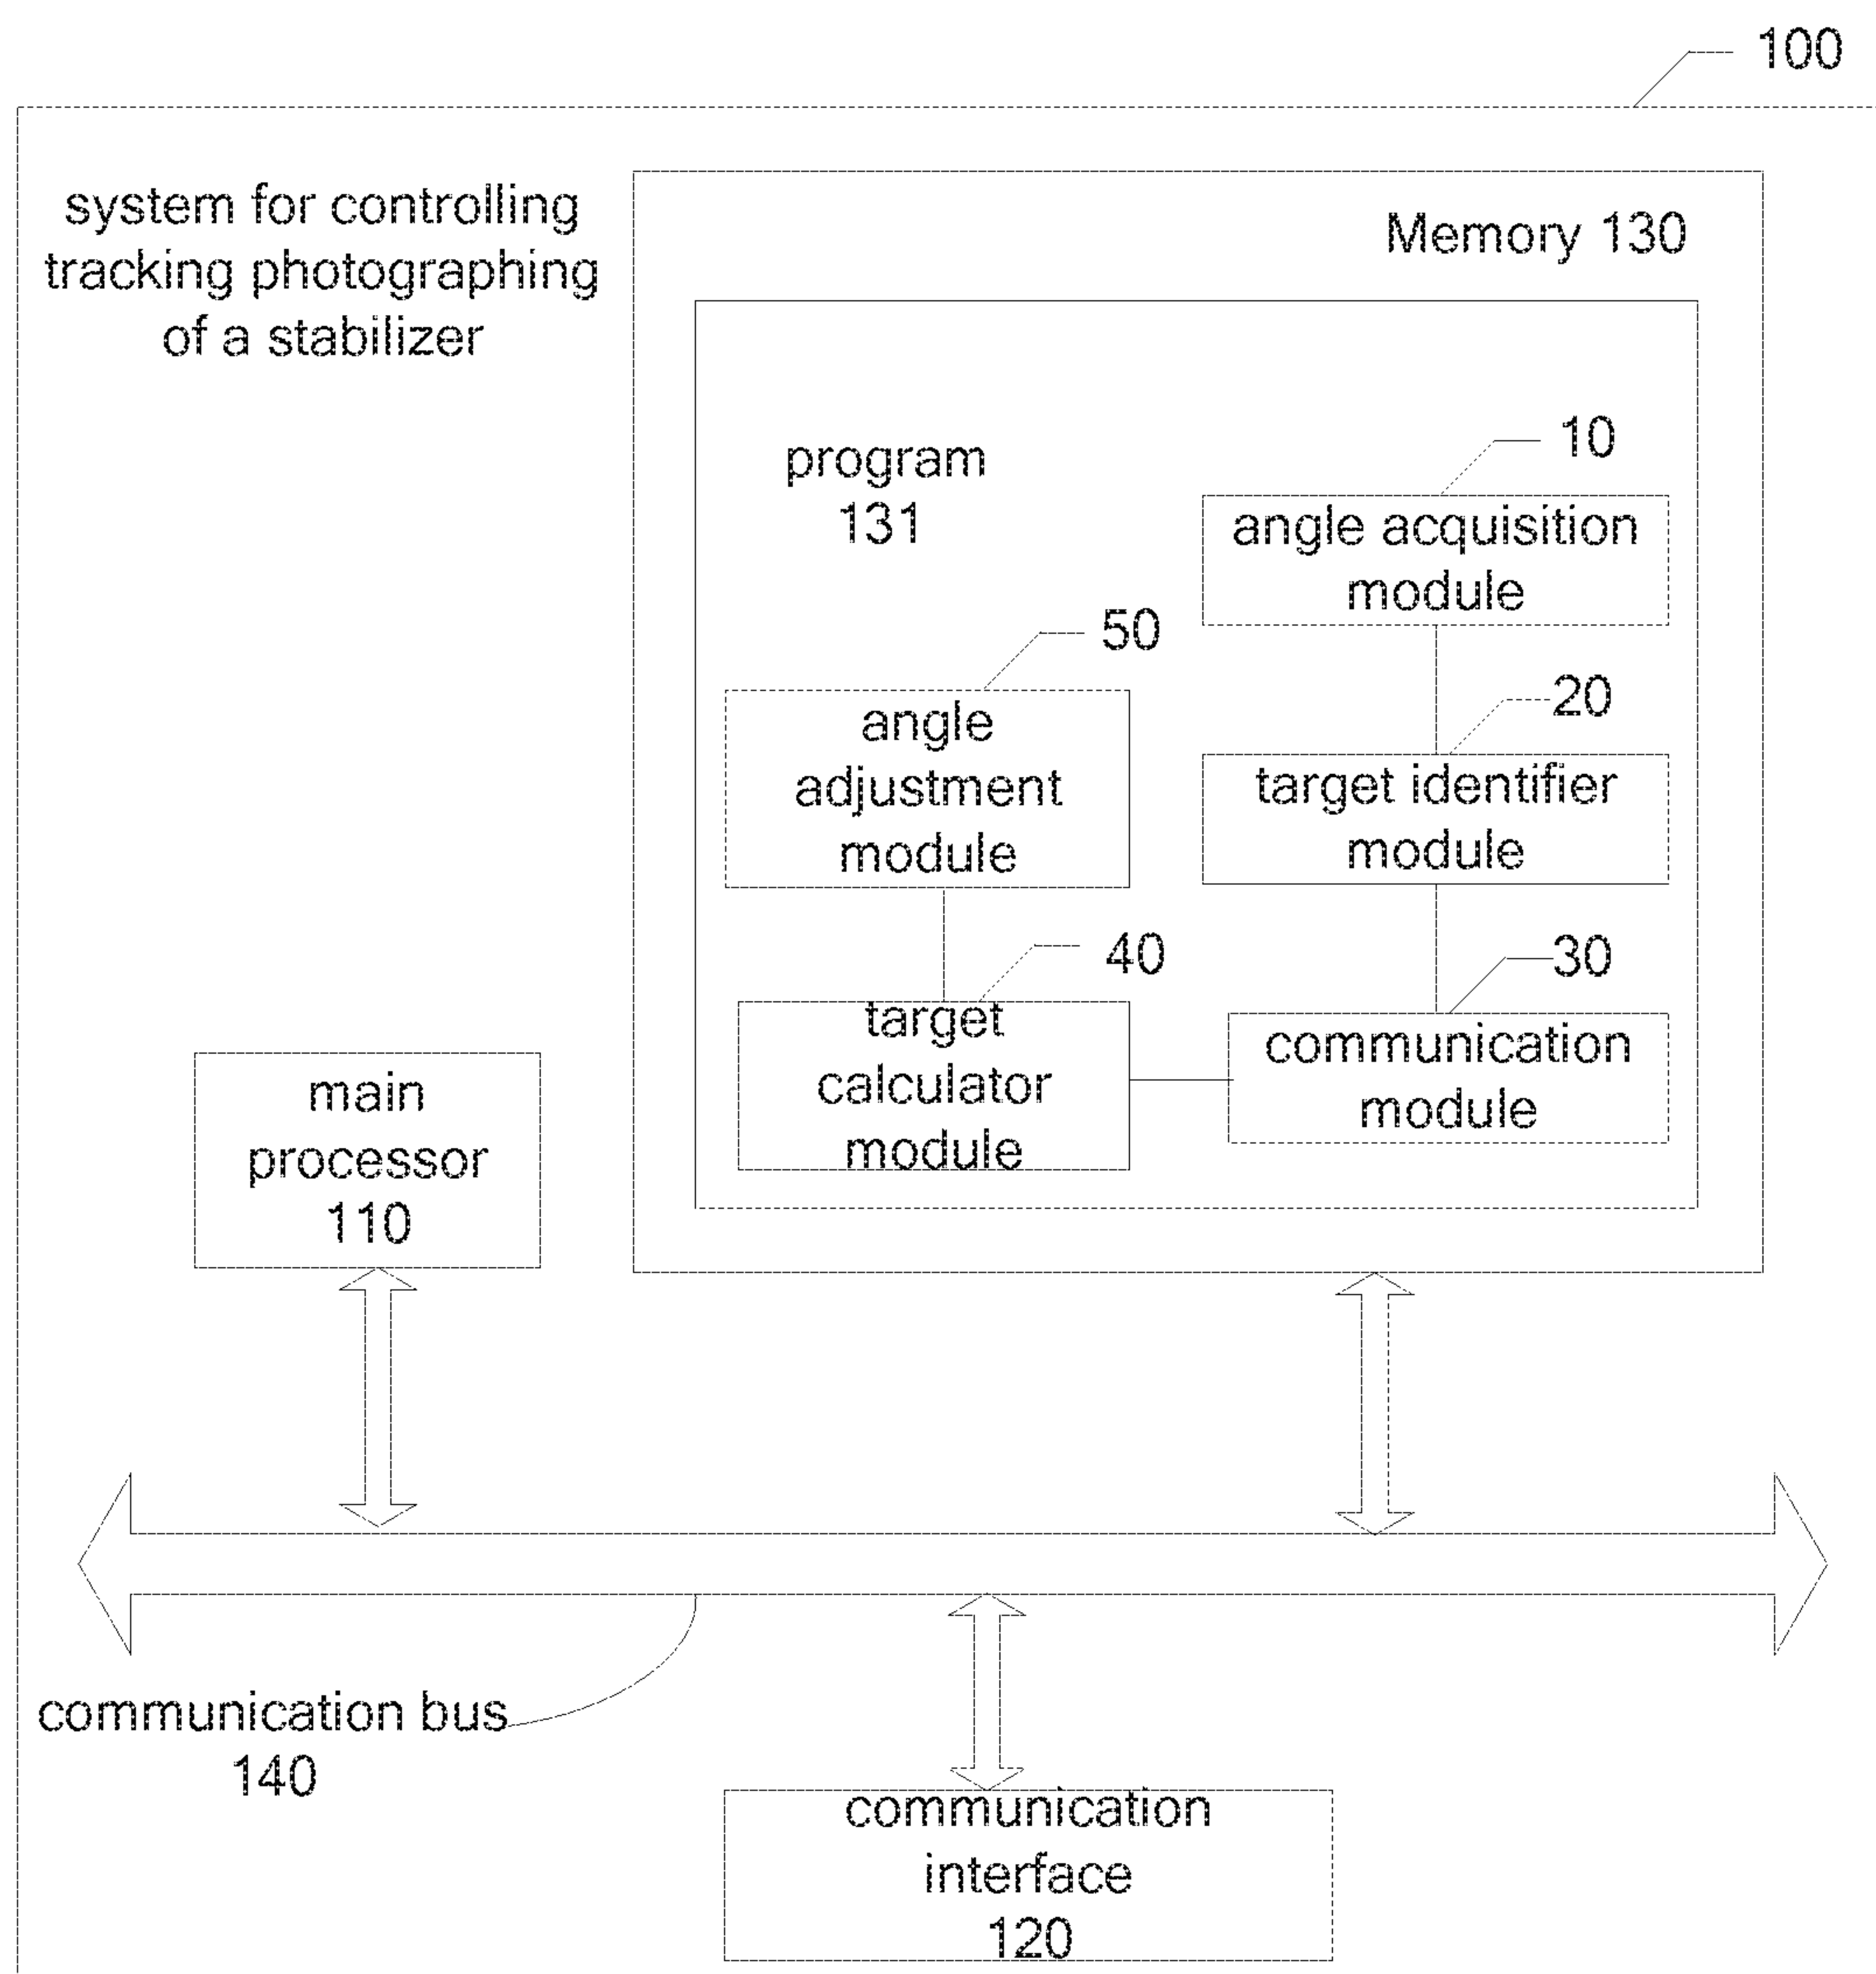 100
system for controlling
tracking photographing
of a stabilizer
Memory 130
program
131
10
angle acquisition
module
50
angle
adjustment
module
20
target identifier
module
40
target
calculator
module
30
communication
module
main
processor
110
communication bus
140
communication
interface
120